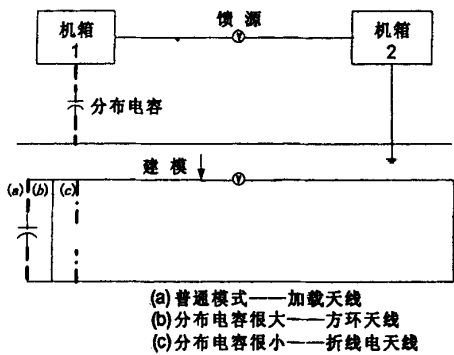 机箱 馈 源 机箱
1 V 2
分布电容
建 模
(a) (b) (c) V
(a) 普通模式——加载天线
(b) 分布电容很大——方环天线
(c) 分布电容很小——折线电天线